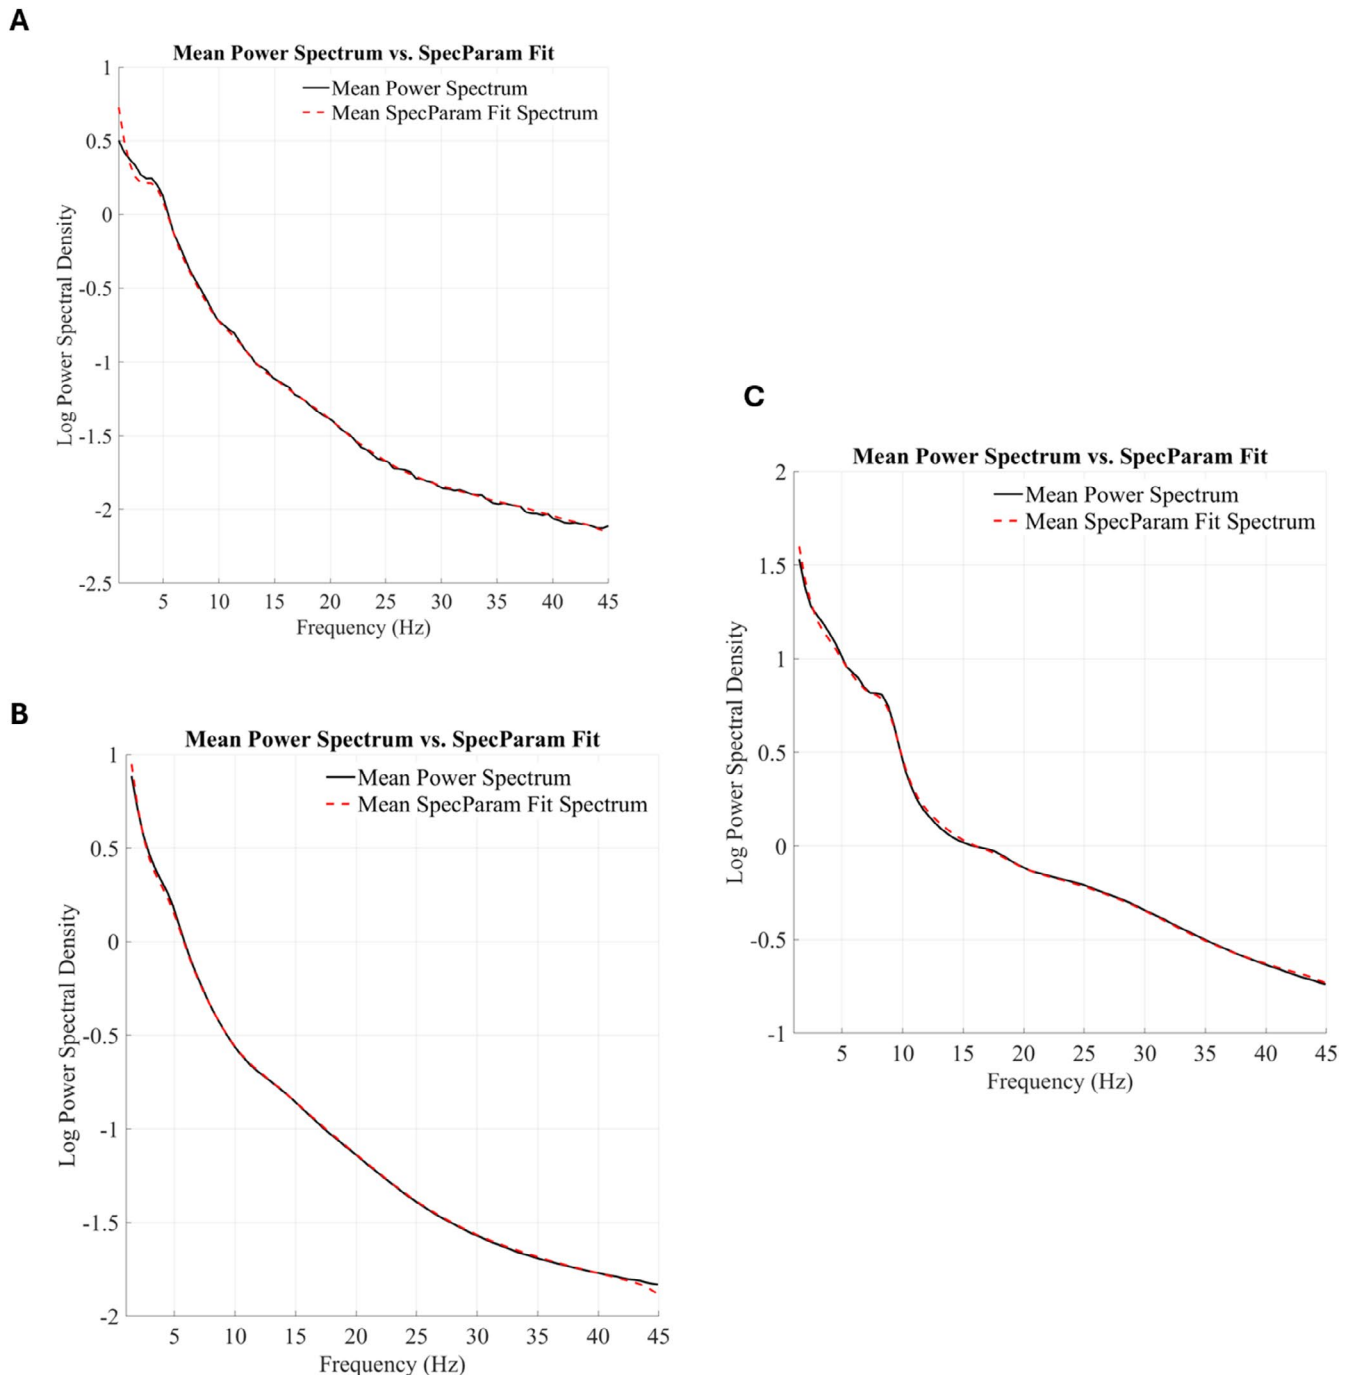 A
Mean Power Spectrum vs. SpecParam Fit
Mean Power Spectrum
Mean SpecParam Fit Spectrum
Log Power Spectral Density
1
0.5
0
-0.5
-1
-1.5
-2
-2.5
5 10 15 20 25 30 35 40 45
Frequency (Hz)
B
Mean Power Spectrum vs. SpecParam Fit
Mean Power Spectrum
Mean SpecParam Fit Spectrum
Log Power Spectral Density
1
0.5
0
-0.5
-1
-1.5
-2
5 10 15 20 25 30 35 40 45
Frequency (Hz)
C
Mean Power Spectrum vs. SpecParam Fit
Mean Power Spectrum
Mean SpecParam Fit Spectrum
Log Power Spectral Density
2
1.5
1
0.5
0
-0.5
-1
5 10 15 20 25 30 35 40 45
Frequency (Hz)